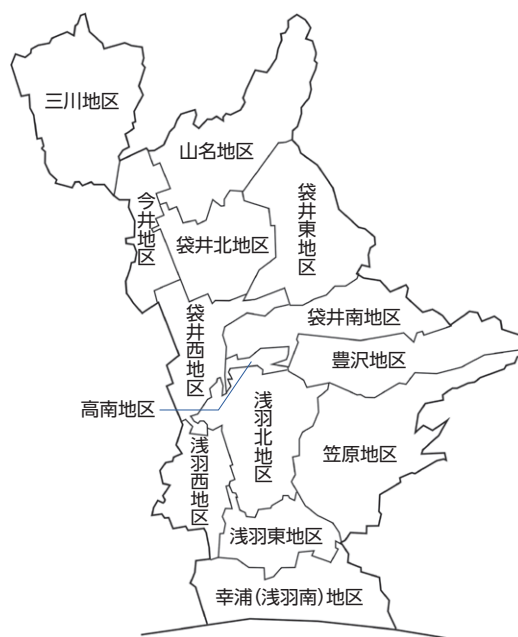 三川地区
山名地区
今井地区
袋井北地区
袋井東地区
袋井西地区
袋井南地区
豊沢地区
高南地区
浅羽北地区
笠原地区
浅羽西地区
浅羽東地区
幸浦(浅羽南)地区